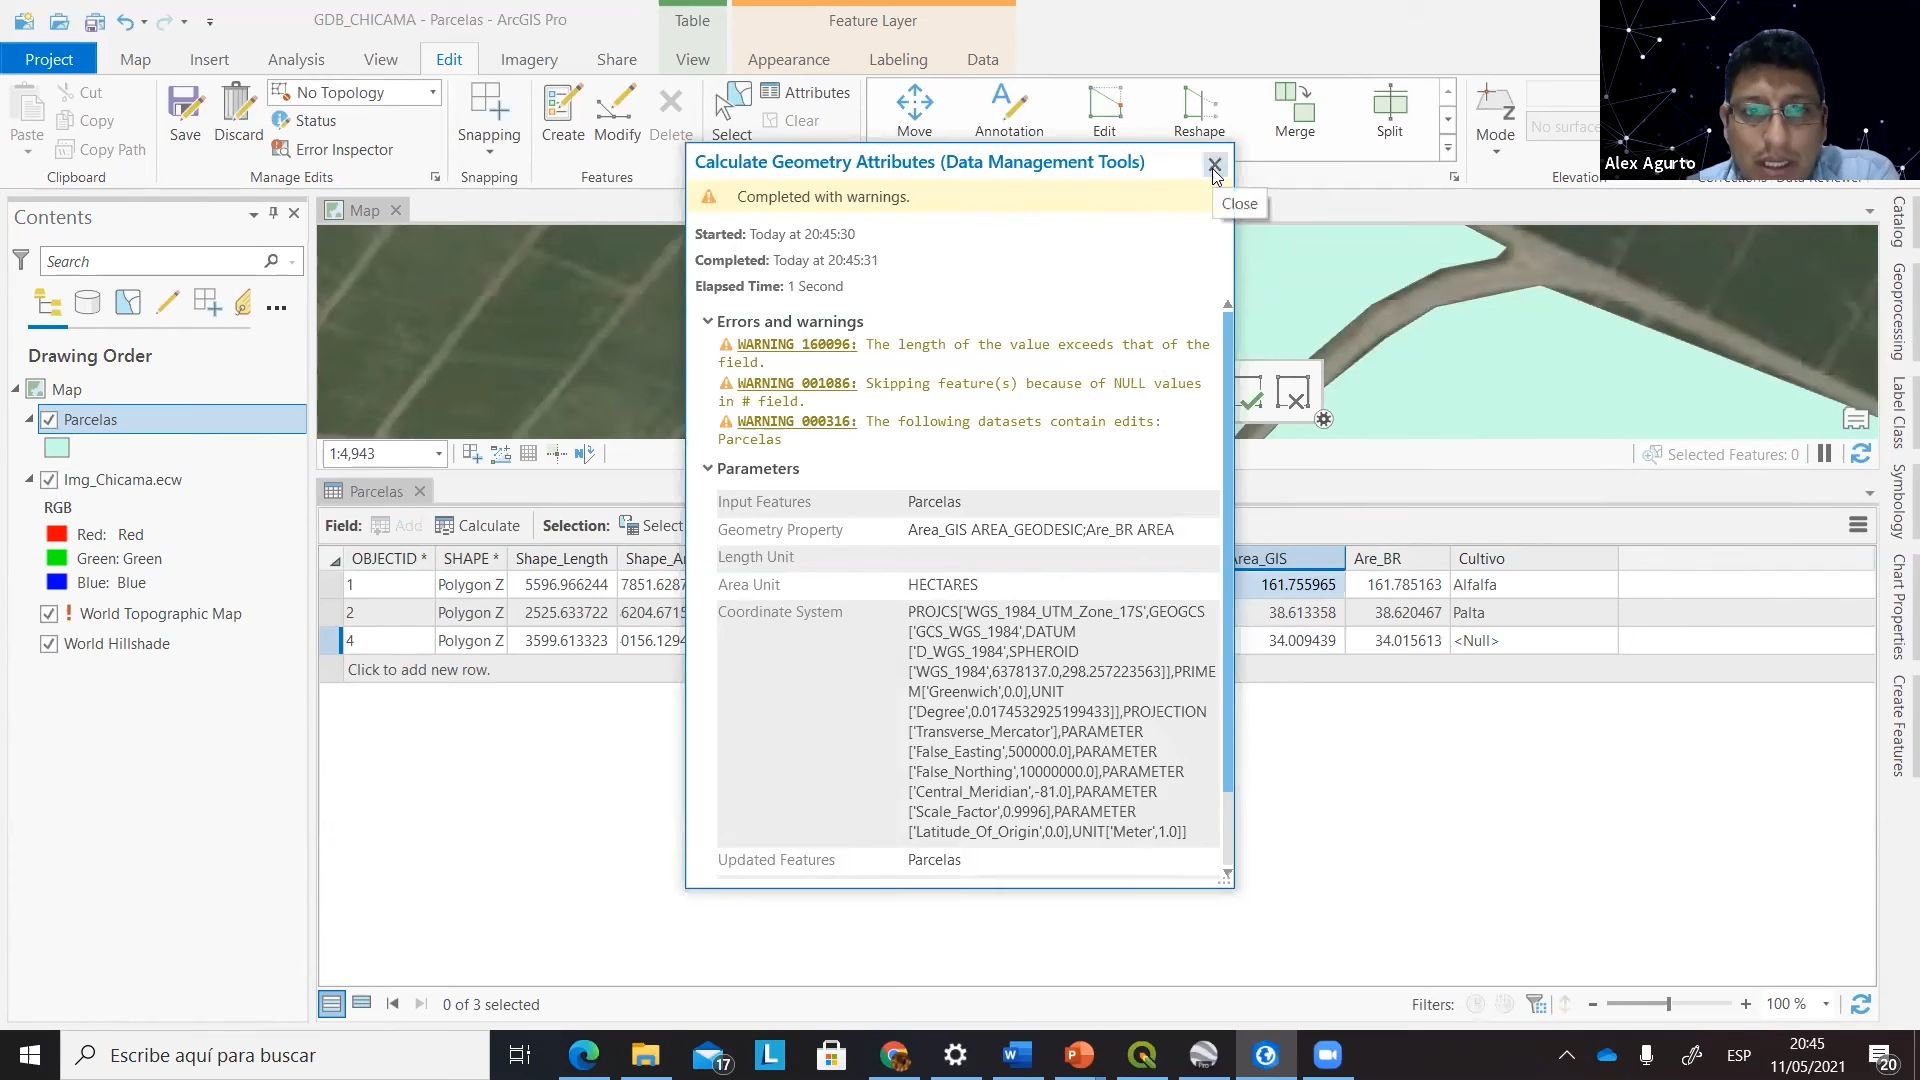 GDB_CHICAMA - Parcelas - ArcGIS Pro
Table
Feature Layer
Project
Map
Insert
Analysis
View
Edit
Imagery
Share
View
Appearance
Labeling
Data
Paste
Cut
Copy
Copy Path
Clipboard
Save
Discard
No Topology
Status
Error Inspector
Manage Edits
Snapping
Snapping
Create
Modify
Delete
Features
Select
Attributes
Clear
Move
Annotation
Edit
Reshape
Merge
Split
Mode
No surface
Elevation
Alex Agurto
Contents
Search
Drawing Order
Map
Parcelas
Img_Chicama.ecw
RGB
Red: Red
Green: Green
Blue: Blue
World Topographic Map
World Hillshade
Map
1:4,943
Selected Features: 0
Calculate Geometry Attributes (Data Management Tools)
Close
Completed with warnings.
Started: Today at 20:45:30
Completed: Today at 20:45:31
Elapsed Time: 1 Second
Errors and warnings
WARNING 160096: The length of the value exceeds that of the
field.
WARNING 001086: Skipping feature(s) because of NULL values
in # field.
WARNING 000316: The following datasets contain edits:
Parcelas
Parameters
Input Features Parcelas
Geometry Property Area_GIS AREA_GEODESIC;Are_BR AREA
Length Unit
Area Unit HECTARES
Coordinate System PROJCS['WGS_1984_UTM_Zone_17S',GEOGCS
['GCS_WGS_1984',DATUM
['D_WGS_1984',SPHEROID
['WGS_1984',6378137.0,298.257223563]],PRIME
M['Greenwich',0.0],UNIT
['Degree',0.0174532925199433]],PROJECTION
['Transverse_Mercator'],PARAMETER
['False_Easting',500000.0],PARAMETER
['False_Northing',10000000.0],PARAMETER
['Central_Meridian',-81.0],PARAMETER
['Scale_Factor',0.9996],PARAMETER
['Latitude_Of_Origin',0.0],UNIT['Meter',1.0]]
Updated Features Parcelas
Parcelas
Field: Add Calculate Selection: Select
OBJECTID * SHAPE * Shape_Length Shape_Ar Area_GIS Are_BR Cultivo
1 Polygon Z 5596.966244 7851.6287 161.755965 161.785163 Alfalfa
2 Polygon Z 2525.633722 6204.6715 38.613358 38.620467 Palta
4 Polygon Z 3599.613323 0156.1294 34.009439 34.015613 <Null>
Click to add new row.
0 of 3 selected
Filters:
100 %
Catalog
Geoprocessing
Label Class
Symbology
Chart Properties
Create Features
Escribe aquí para buscar
17
ESP
20:45
11/05/2021
20